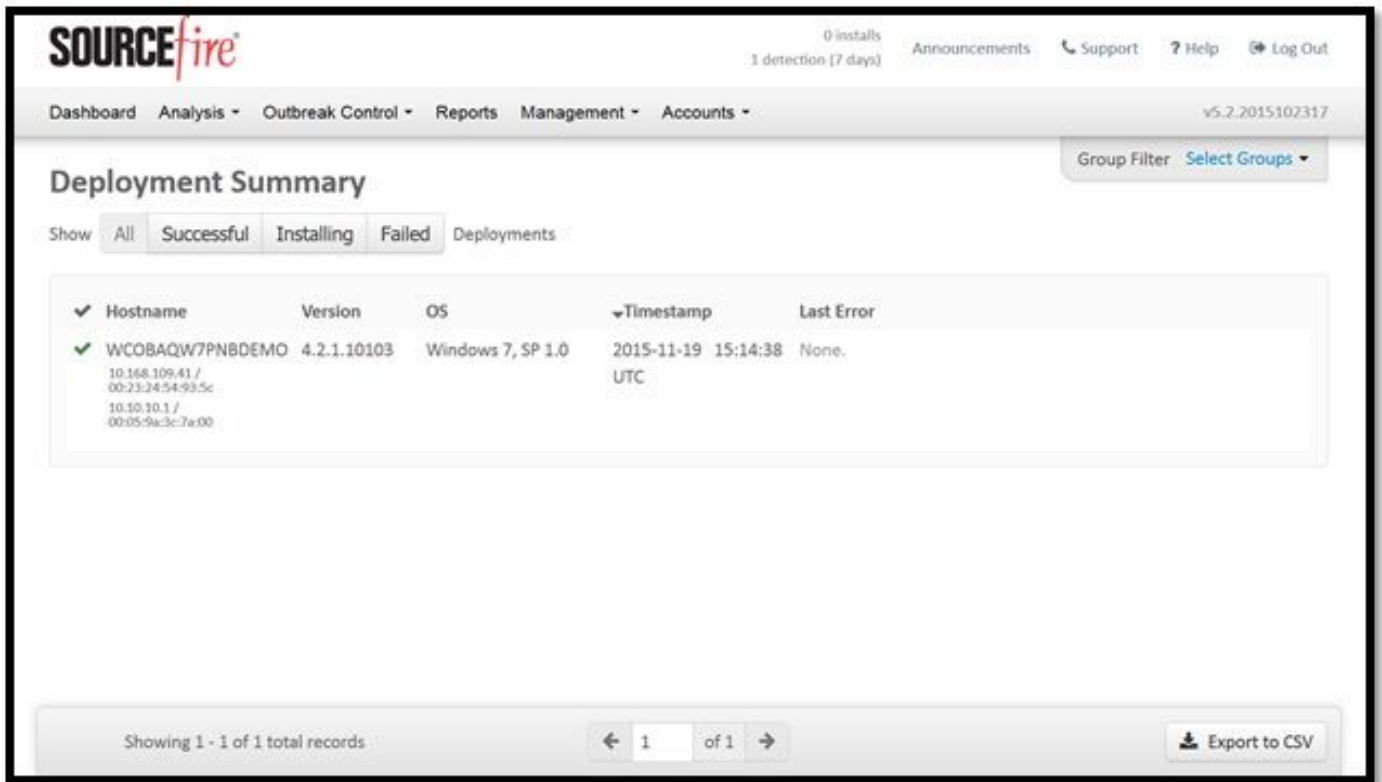 SOURCEfire
0 installs
1 detection (7 days)
Announcements
Support
? Help
Log Out
Dashboard Analysis Outbreak Control Reports Management Accounts
v5.2.2015102317
Group Filter Select Groups
Deployment Summary
Show All Successful Installing Failed Deployments
Hostname Version OS Timestamp Last Error
WCOBAQW7PNBDEMO 4.2.1.10103 Windows 7, SP 1.0 2015-11-19 15:14:38 None.
UTC
10.168.109.41 /
00:23:24:54:93:5c
10.10.10.1 /
00:05:9a:3c:7a:00
Showing 1 - 1 of 1 total records
1 of 1
Export to CSV